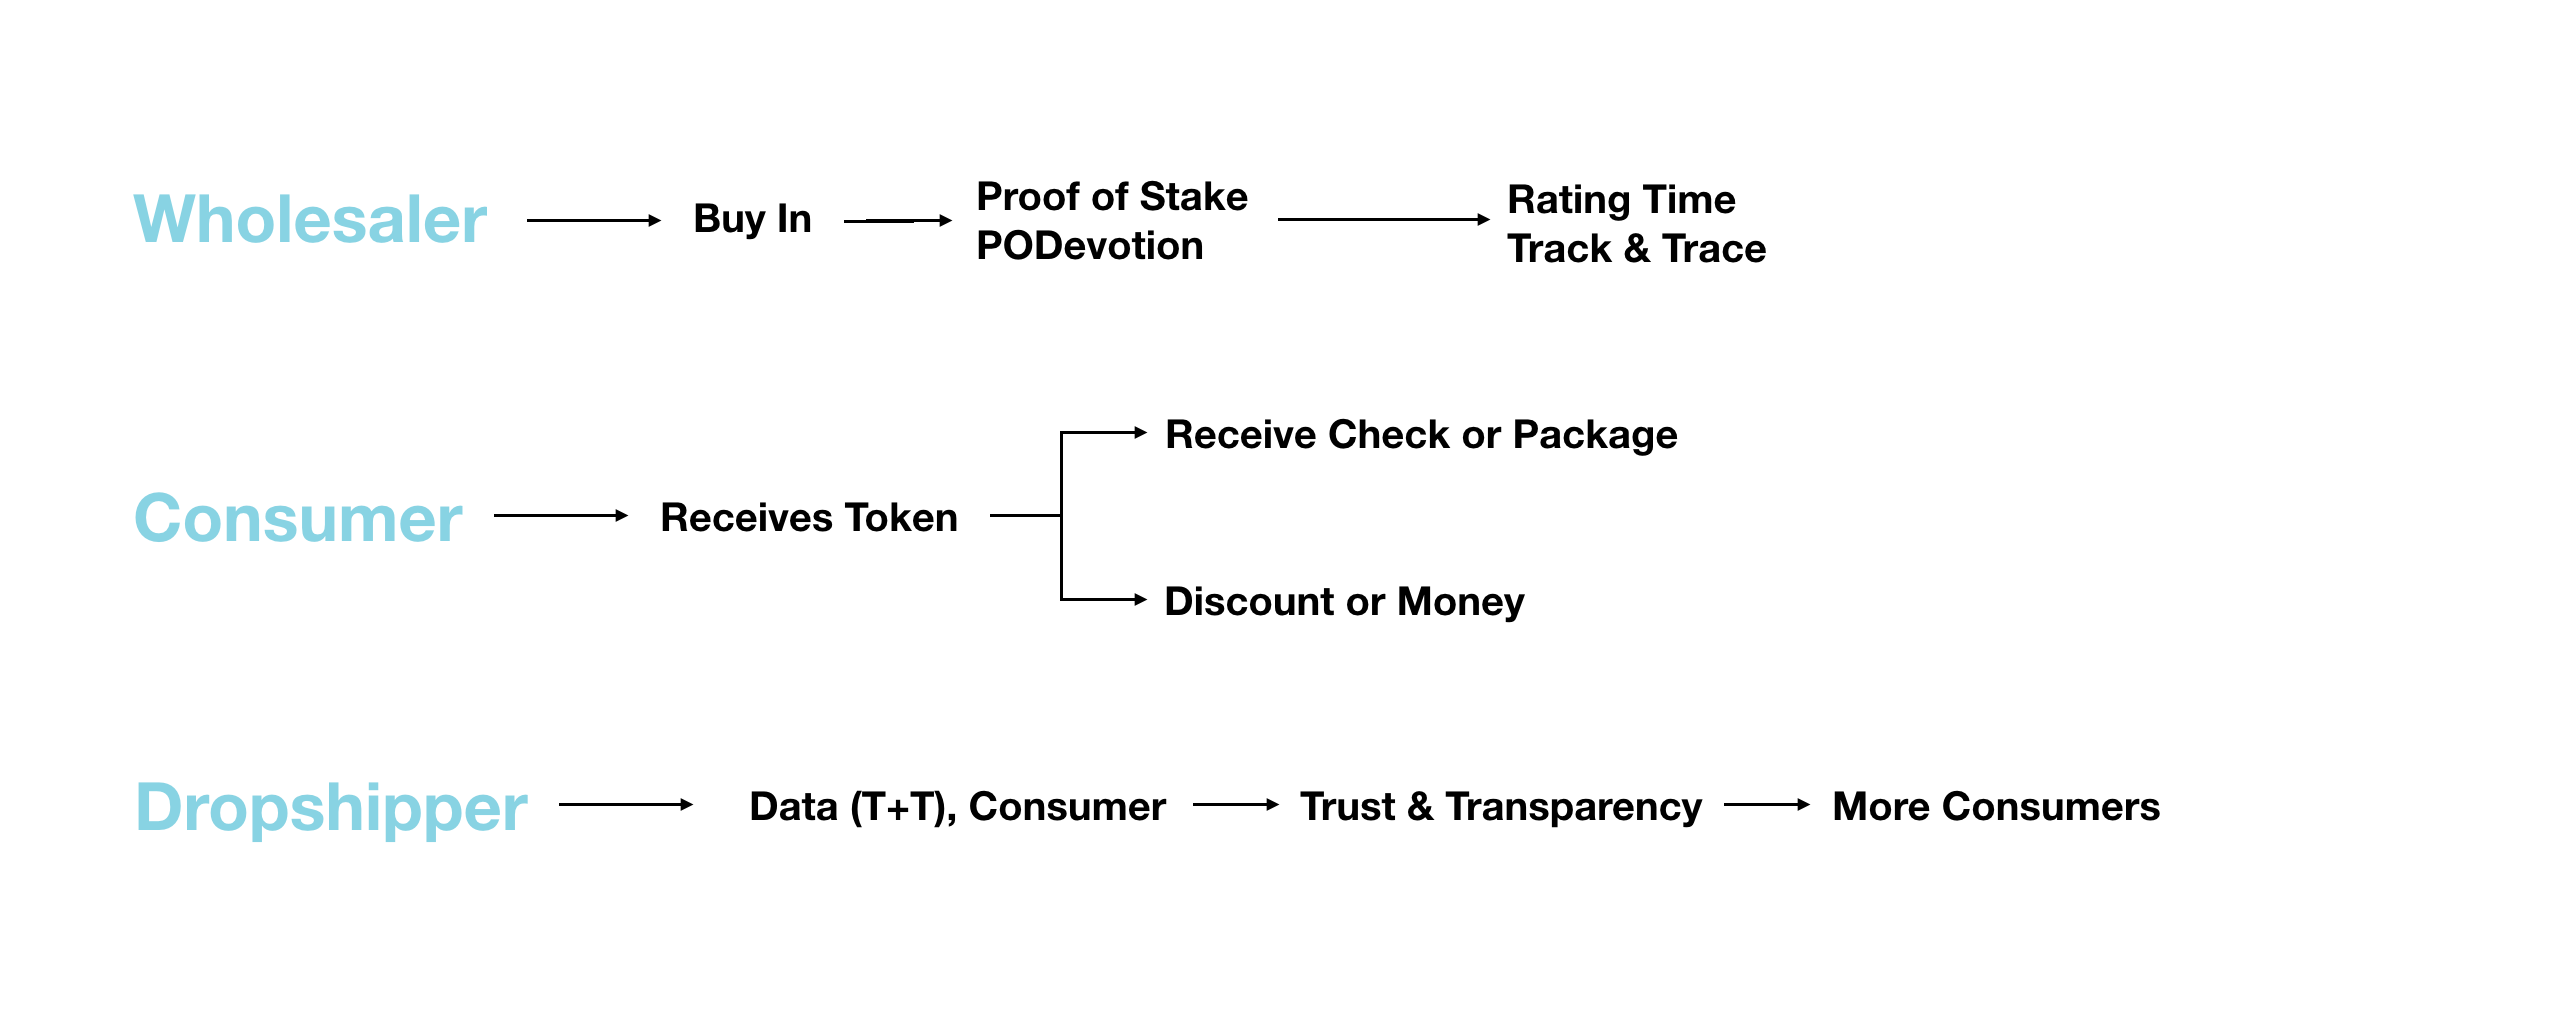 Wholesaler
Buy In
Proof of Stake
PODevotion
Rating Time
Track & Trace
Consumer
Receives Token
Receive Check or Package
Discount or Money
Dropshipper
Data (T+T), Consumer
Trust & Transparency
More Consumers